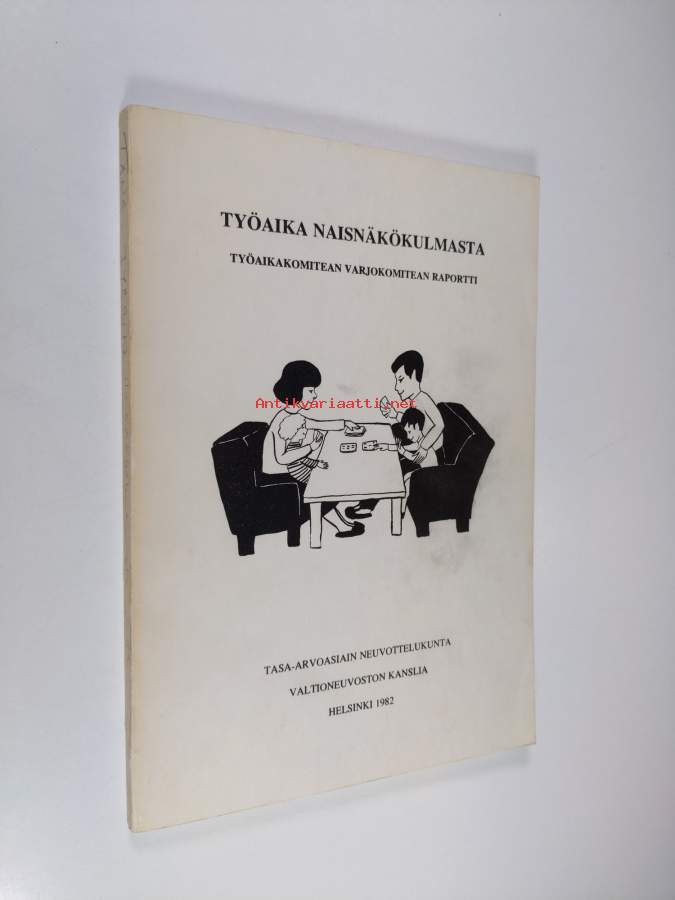 TYÖAIKA NAISNÄKÖKULMASTA
TYÖAIKAKOMITEAN VARJOKOMITEAN RAPORTTI
Antikvariaatti.net
TASA-ARVOASIAIN NEUVOTTELUKUNTA
VALTIONEUVOSTON KANSLIA
HELSINKI 1982